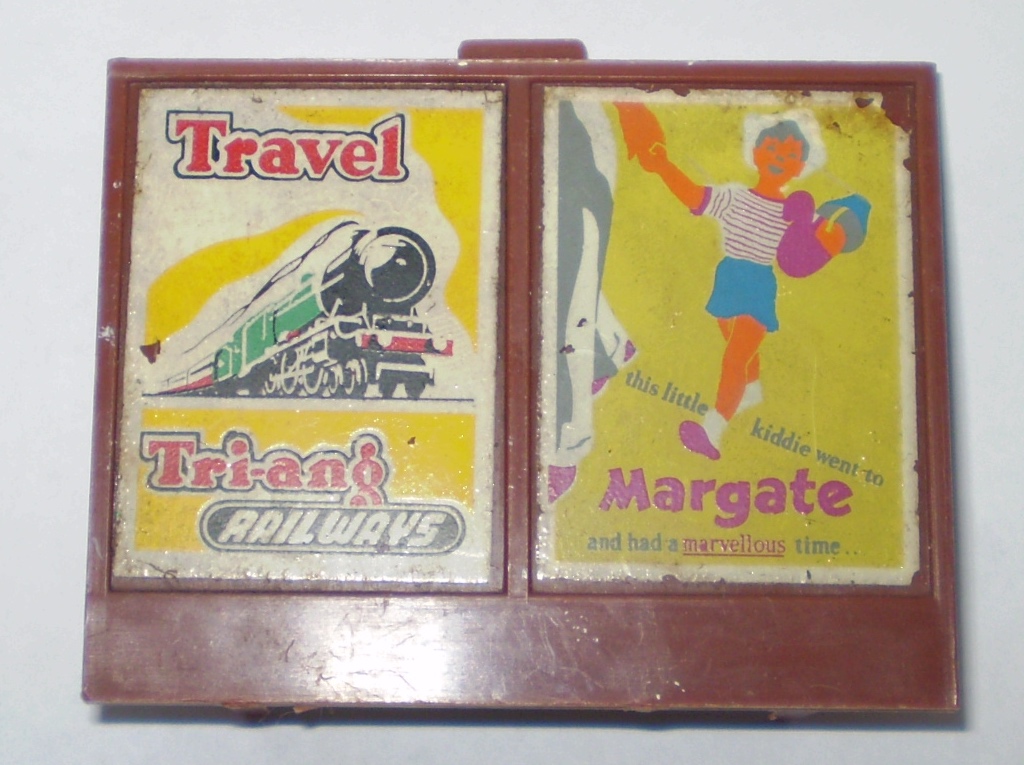 Travel
Tri-ang
RAILWAYS
this little
kiddie went to
Margate
and had a marvellous time..